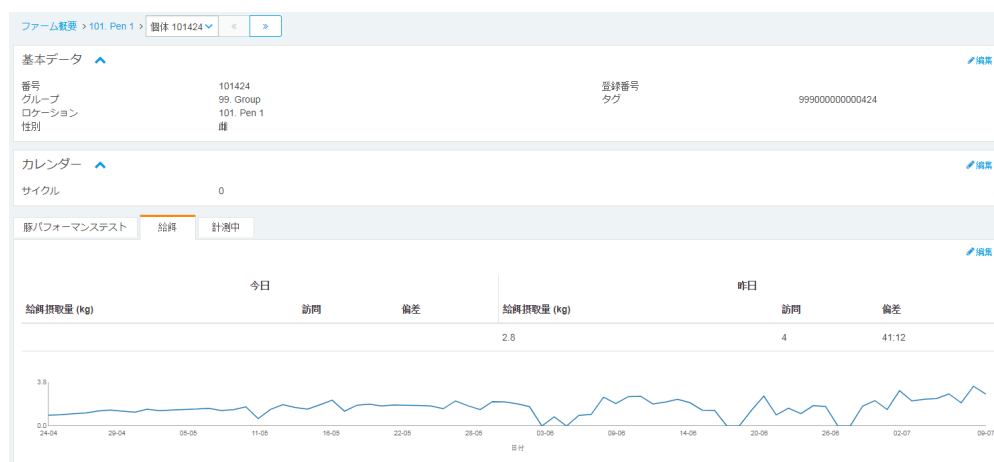 ファーム概要 › 101. Pen 1 › 個体 101424 « »
基本データ
編集
番号 101424 登録番号
グループ 99. Group タグ 999000000000424
ロケーション 101. Pen 1
性別 雌
カレンダー
編集
サイクル 0
豚パフォーマンステスト 給餌 計測中
編集
今日 昨日
給餌摂取量 (kg) 訪問 偏差 給餌摂取量 (kg) 訪問 偏差
2.8 4 41:12
3.8
0.0
24-04 29-04 05-05 11-05 16-05 22-05 28-05 03-06 09-06 14-06 20-06 26-06 02-07 09-07
日付